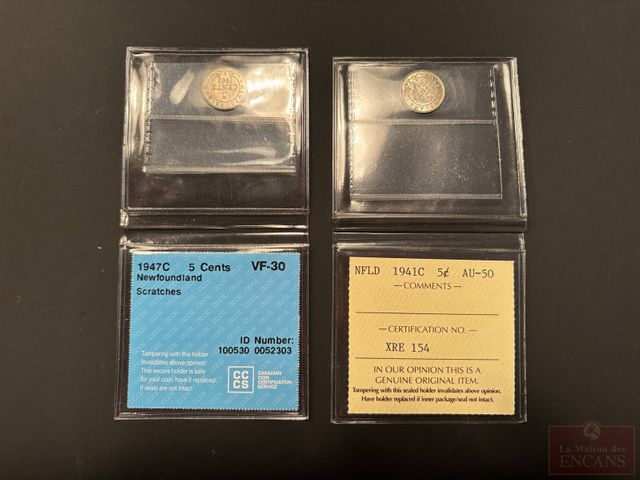 1947C 5 Cents VF-30
Newfoundland
Scratches
ID Number:
100530 0052303
Tampering with this holder
invalidates above opinion.
This secure holder is safe
for your coin, have it replaced
if seals are not intact.
CC
CS
CANADIAN
COIN
CERTIFICATION
SERVICE
NFLD 1941C 5¢ AU-50
—COMMENTS—
—CERTIFICATION NO.—
XRE 154
IN OUR OPINION THIS IS A
GENUINE ORIGINAL ITEM.
Tampering with this sealed holder invalidates above opinion.
Have holder replaced if inner package/seal not intact.
La Maison des
ENCANS